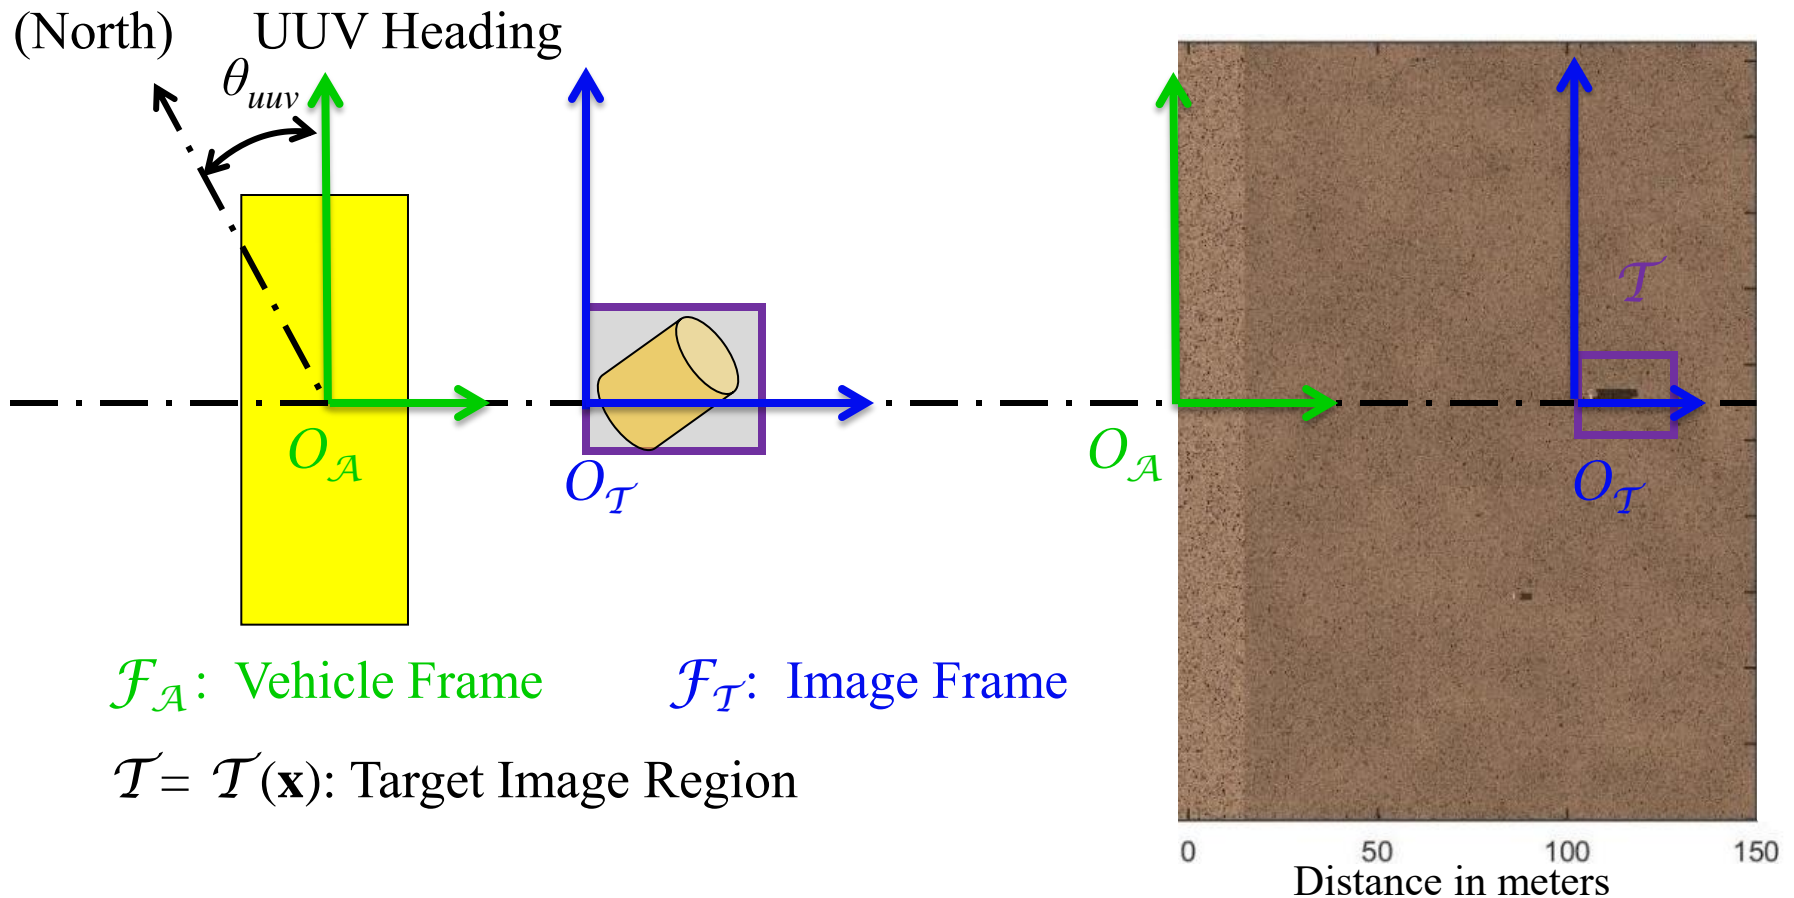 (North) UUV Heading
θuuv
𝒯
O𝒜 O𝒯 O𝒜 O𝒯
ℱ𝒜: Vehicle Frame ℱ𝒯: Image Frame
𝒯= 𝒯(x): Target Image Region
0 50 100 150
Distance in meters